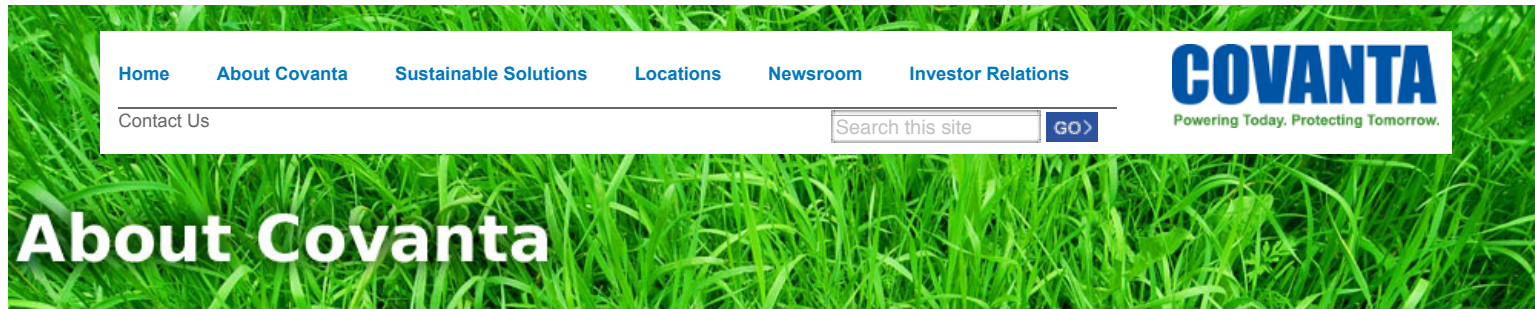 Home About Covanta Sustainable Solutions Locations Newsroom Investor Relations
Contact Us
Search this site GO>
COVANTA
Powering Today. Protecting Tomorrow.
About Covanta